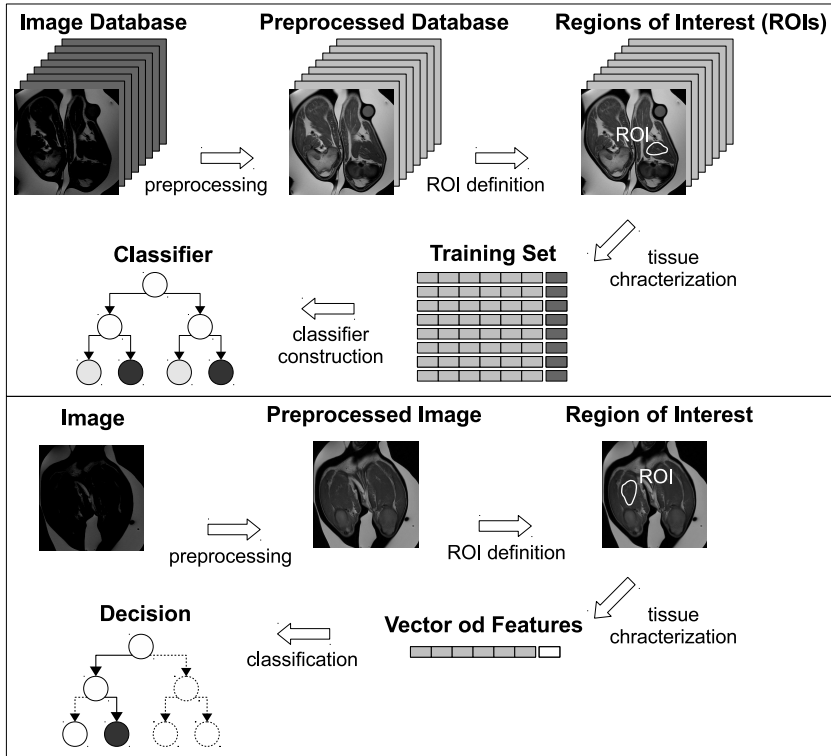 Image Database
Preprocessed Database
Regions of Interest (ROIs)
ROI
preprocessing
ROI definition
tissue
chracterization
Training Set
classifier
construction
Classifier
Image
Preprocessed Image
Region of Interest
ROI
preprocessing
ROI definition
tissue
chracterization
Vector od Features
classification
Decision